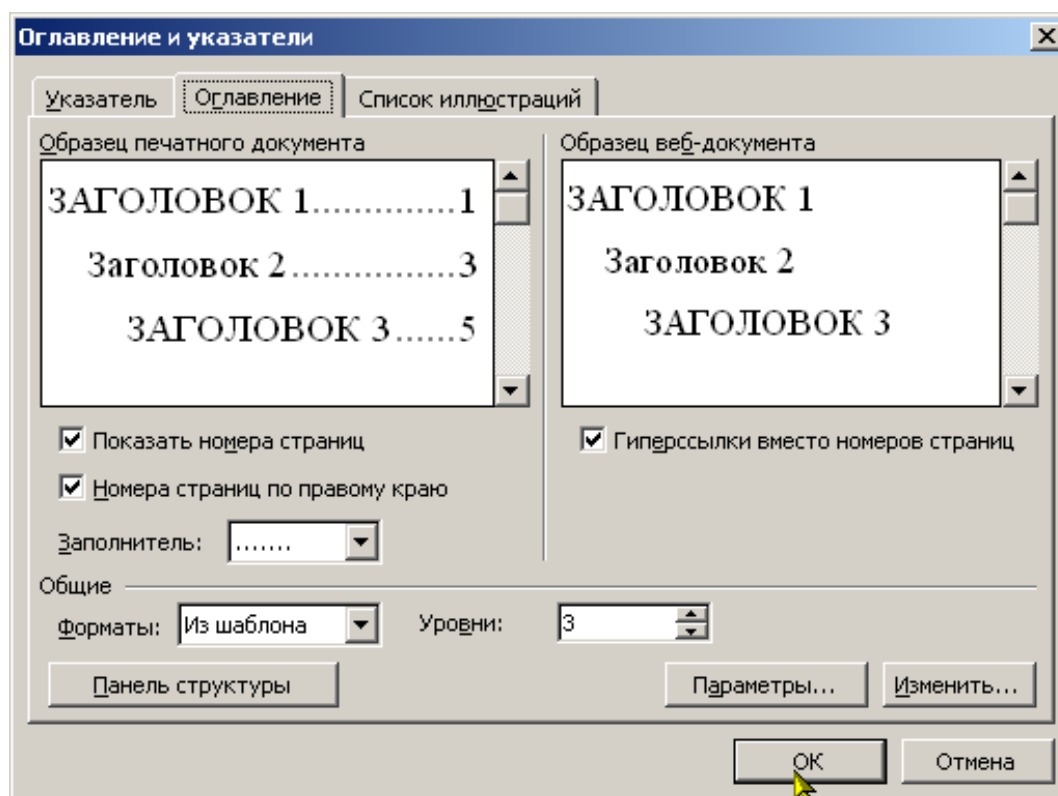 Оглавление и указатели
Указатель
Оглавление
Список иллюстраций
Образец печатного документа
ЗАГОЛОВОК 1..............1
Заголовок 2.................3
ЗАГОЛОВОК 3......5
Образец веб-документа
ЗАГОЛОВОК 1
Заголовок 2
ЗАГОЛОВОК 3
Показать номера страниц
Номера страниц по правому краю
Заполнитель: .......
Гиперссылки вместо номеров страниц
Общие
Форматы: Из шаблона
Уровни: 3
Панель структуры
Параметры...
Изменить...
ОК
Отмена